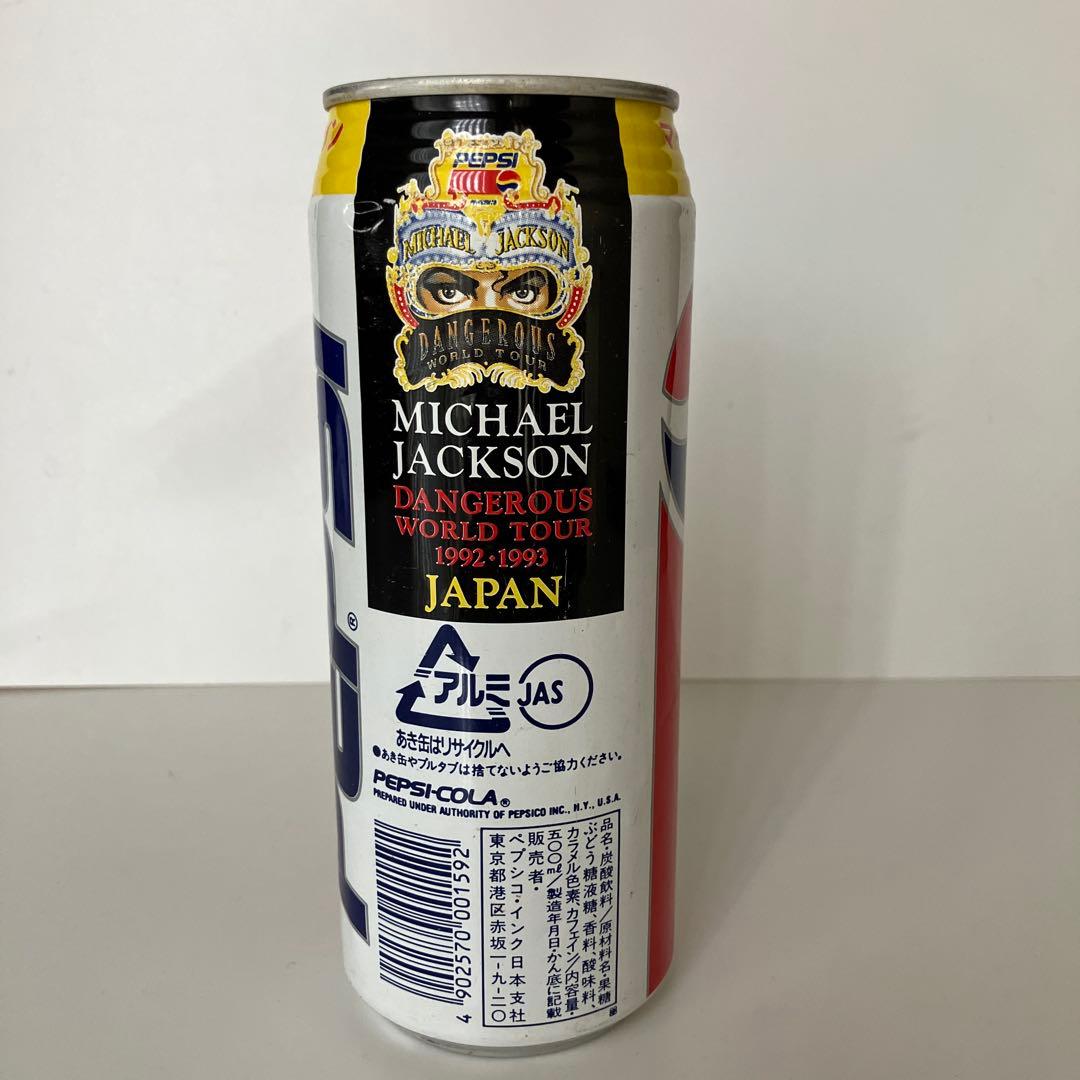 PEPSI
MICHAEL JACKSON
DANGEROUS
WORLD TOUR
MICHAEL
JACKSON
DANGEROUS
WORLD TOUR
1992・1993
JAPAN
®
アルミ
JAS
あき缶はリサイクルへ
●あき缶やプルタブは捨てないようご協力ください。
PEPSI-COLA®
PREPARED UNDER AUTHORITY OF PEPSICO INC., N.Y., U.S.A.
品名・炭酸飲料/原材料名・果糖
ぶどう糖液糖、香料、酸味料、
カラメル色素、カフェイン/内容量・
五〇〇ml/製造年月日・かん底に記載
販売者・
ペプシコ・インク日本支社
東京都港区赤坂一-九-二〇
4902570001592